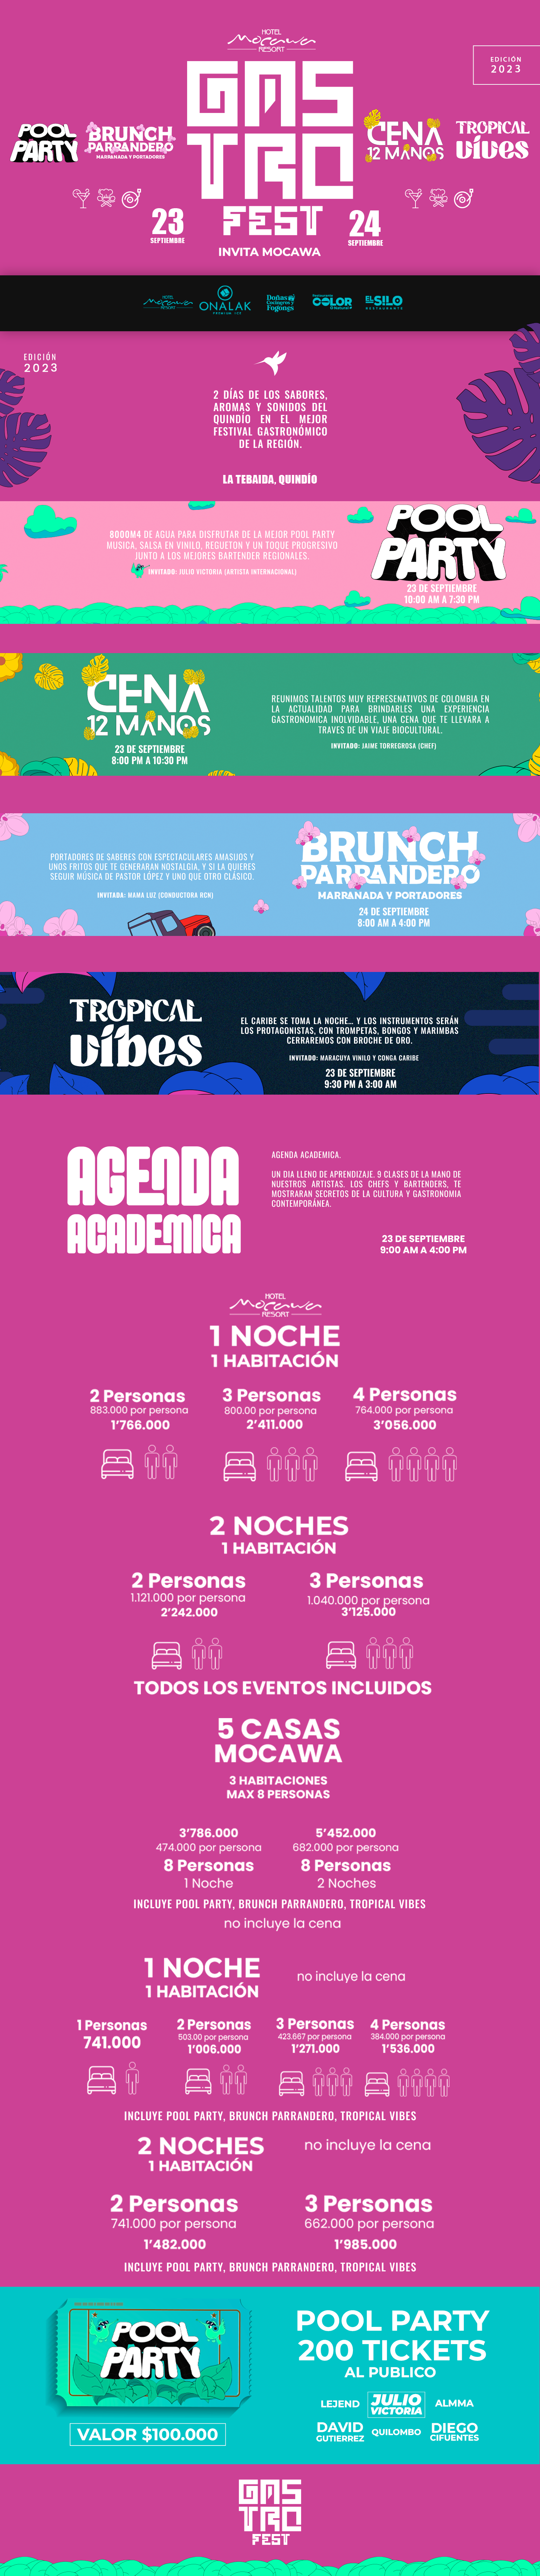 HOTEL
Mocawa
RESORT
GASTRO
FEST
INVITA MOCAWA
EDICIÓN
2023
POOL
PARTY
BRUNCH
PARRANDERO
MARRANADA Y PORTADORES
CENA
12 MANOS
TROPICAL
vibes
23
SEPTIEMBRE
24
SEPTIEMBRE
HOTEL
Mocawa
RESORT
ONALAK
PREMIUM ICE
Doñas
Cocineras
Fogones
COLOR
EL SILO
RESTAURANTE
EDICIÓN
2023
2 DÍAS DE LOS SABORES,
AROMAS Y SONIDOS DEL
QUINDÍO EN EL MEJOR
FESTIVAL GASTRONÓMICO
DE LA REGIÓN.
LA TEBAIDA, QUINDÍO
8000M4 DE AGUA PARA DISFRUTAR DE LA MEJOR POOL PARTY
MUSICA, SALSA EN VINILO, REGUETON Y UN TOQUE PROGRESIVO
JUNTO A LOS MEJORES BARTENDER REGIONALES.
INVITADO: JULIO VICTORIA (ARTISTA INTERNACIONAL)
POOL
PARTY
23 DE SEPTIEMBRE
10:00 AM A 7:30 PM
CENA
12 MANOS
23 DE SEPTIEMBRE
8:00 PM A 10:30 PM
REUNIMOS TALENTOS MUY REPRESENATIVOS DE COLOMBIA EN
LA ACTUALIDAD PARA BRINDARLES UNA EXPERIENCIA
GASTRONOMICA INOLVIDABLE, UNA CENA QUE TE LLEVARA A
TRAVES DE UN VIAJE BIOCULTURAL.
INVITADO: JAIME TORREGROSA (CHEF)
PORTADORES DE SABERES CON ESPECTACULARES AMASIJOS Y
UNOS FRITOS QUE TE GENERARAN NOSTALGIA, Y SI LA QUIERES
SEGUIR MÚSICA DE PASTOR LÓPEZ Y UNO QUE OTRO CLÁSICO.
INVITADA: MAMA LUZ (CONDUCTORA RCN)
BRUNCH
PARRANDERO
MARRANADA Y PORTADORES
24 DE SEPTIEMBRE
8:00 AM A 4:00 PM
TROPICAL
vibes
EL CARIBE SE TOMA LA NOCHE... Y LOS INSTRUMENTOS SERÁN
LOS PROTAGONISTAS, CON TROMPETAS, BONGOS Y MARIMBAS
CERRAREMOS CON BROCHE DE ORO.
INVITADO: MARACUYA VINILO Y CONGA CARIBE
23 DE SEPTIEMBRE
9:30 PM A 3:00 AM
AGENDA
ACADEMICA
AGENDA ACADEMICA.
UN DIA LLENO DE APRENDIZAJE. 9 CLASES DE LA MANO DE
NUESTROS ARTISTAS. LOS CHEFS Y BARTENDERS, TE
MOSTRARAN SECRETOS DE LA CULTURA Y GASTRONOMIA
CONTEMPORÁNEA.
23 DE SEPTIEMBRE
9:00 AM A 4:00 PM
HOTEL
Mocawa
RESORT
1 NOCHE
1 HABITACIÓN
2 Personas
883.000 por persona
1'766.000
3 Personas
800.00 por persona
2'411.000
4 Personas
764.000 por persona
3'056.000
2 NOCHES
1 HABITACIÓN
2 Personas
1.121.000 por persona
2'242.000
3 Personas
1.040.000 por persona
3'125.000
TODOS LOS EVENTOS INCLUIDOS
5 CASAS
MOCAWA
3 HABITACIONES
MAX 8 PERSONAS
3'786.000
474.000 por persona
8 Personas
1 Noche
5'452.000
682.000 por persona
8 Personas
2 Noches
INCLUYE POOL PARTY, BRUNCH PARRANDERO, TROPICAL VIBES
no incluye la cena
1 NOCHE
1 HABITACIÓN
no incluye la cena
1 Personas
741.000
2 Personas
503.00 por persona
1'006.000
3 Personas
423.667 por persona
1'271.000
4 Personas
384.000 por persona
1'536.000
INCLUYE POOL PARTY, BRUNCH PARRANDERO, TROPICAL VIBES
2 NOCHES
1 HABITACIÓN
no incluye la cena
2 Personas
741.000 por persona
1'482.000
3 Personas
662.000 por persona
1'985.000
INCLUYE POOL PARTY, BRUNCH PARRANDERO, TROPICAL VIBES
POOL
PARTY
VALOR $100.000
POOL PARTY
200 TICKETS
AL PUBLICO
LEJEND
JULIO
VICTORIA
ALMMA
DAVID
GUTIERREZ
QUILOMBO
DIEGO
CIFUENTES
GASTRO
FEST